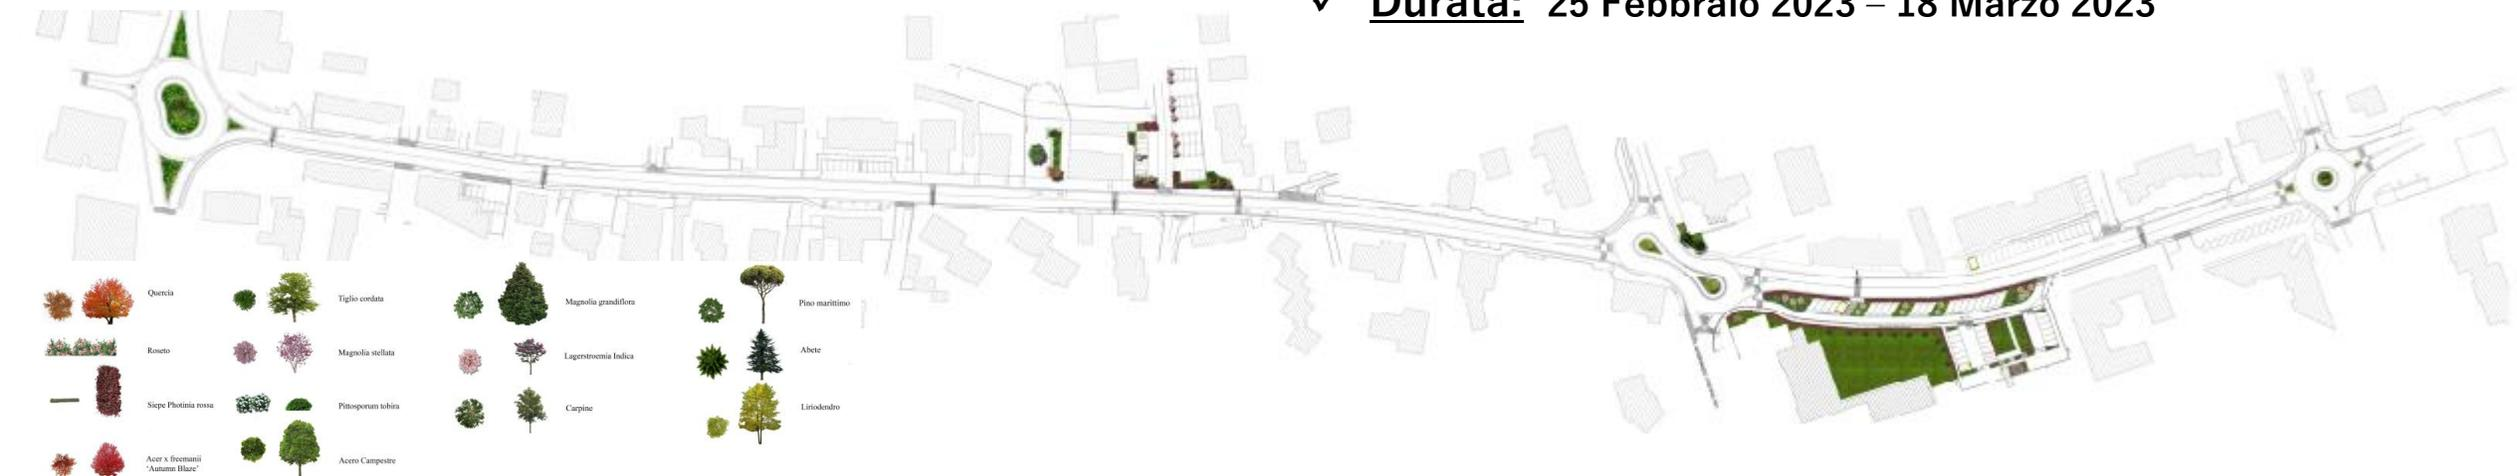 ✓ Durata: 25 Febbraio 2023 – 18 Marzo 2023
Quercia
Tiglio cordata
Magnolia grandiflora
Pino marittimo
Roseto
Magnolia stellata
Lagerstroemia Indica
Abete
Siepe Photinia rossa
Pittosporum tobira
Carpine
Liriodendro
Acer x freemanii
'Autumn Blaze'
Acero Campestre